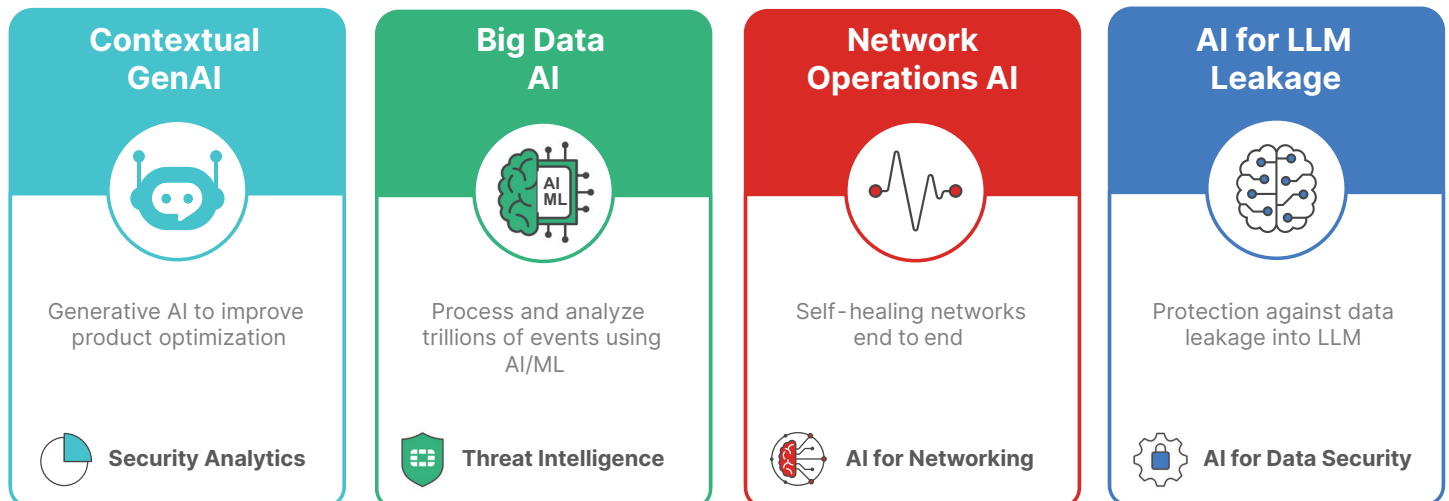 Contextual
GenAI
Generative AI to improve
product optimization
Security Analytics
Big Data
AI
AI
ML
Process and analyze
trillions of events using
AI/ML
Threat Intelligence
Network
Operations AI
Self-healing networks
end to end
AI for Networking
AI for LLM
Leakage
Protection against data
leakage into LLM
AI for Data Security